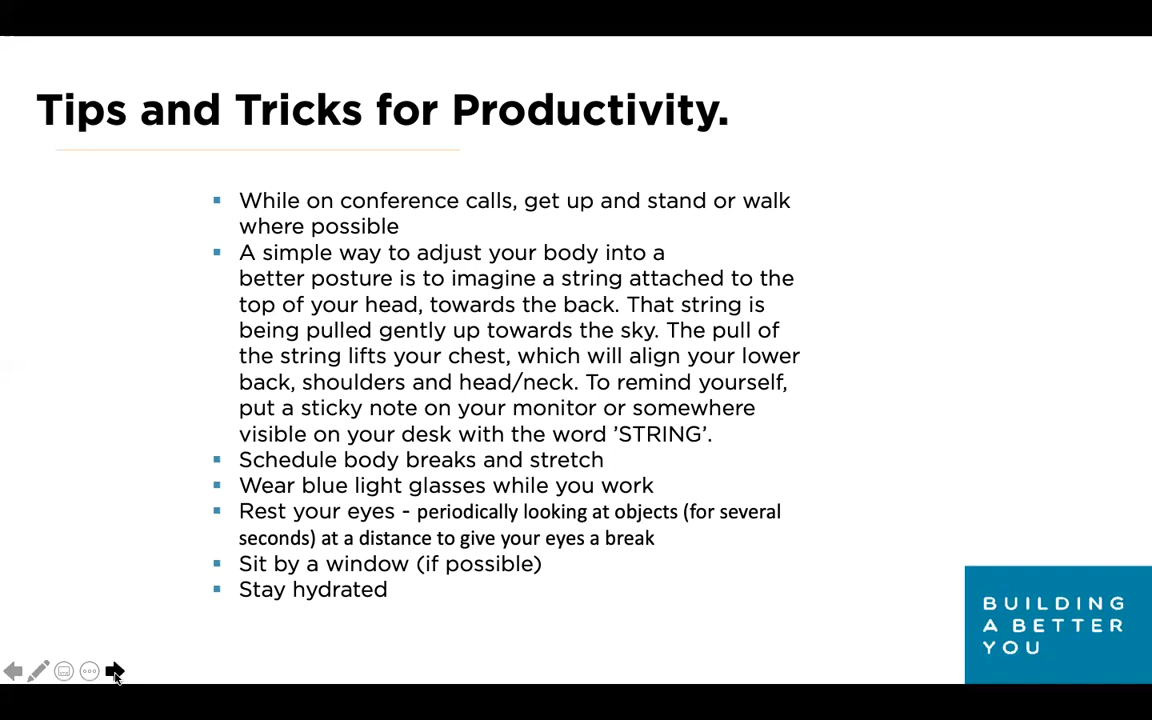 Tips and Tricks for Productivity.
While on conference calls, get up and stand or walk
where possible
A simple way to adjust your body into a
better posture is to imagine a string attached to the
top of your head, towards the back. That string is
being pulled gently up towards the sky. The pull of
the string lifts your chest, which will align your lower
back, shoulders and head/neck. To remind yourself,
put a sticky note on your monitor or somewhere
visible on your desk with the word ’STRING’.
Schedule body breaks and stretch
Wear blue light glasses while you work
Rest your eyes - periodically looking at objects (for several
seconds) at a distance to give your eyes a break
Sit by a window (if possible)
Stay hydrated
BUILDING
A BETTER
YOU